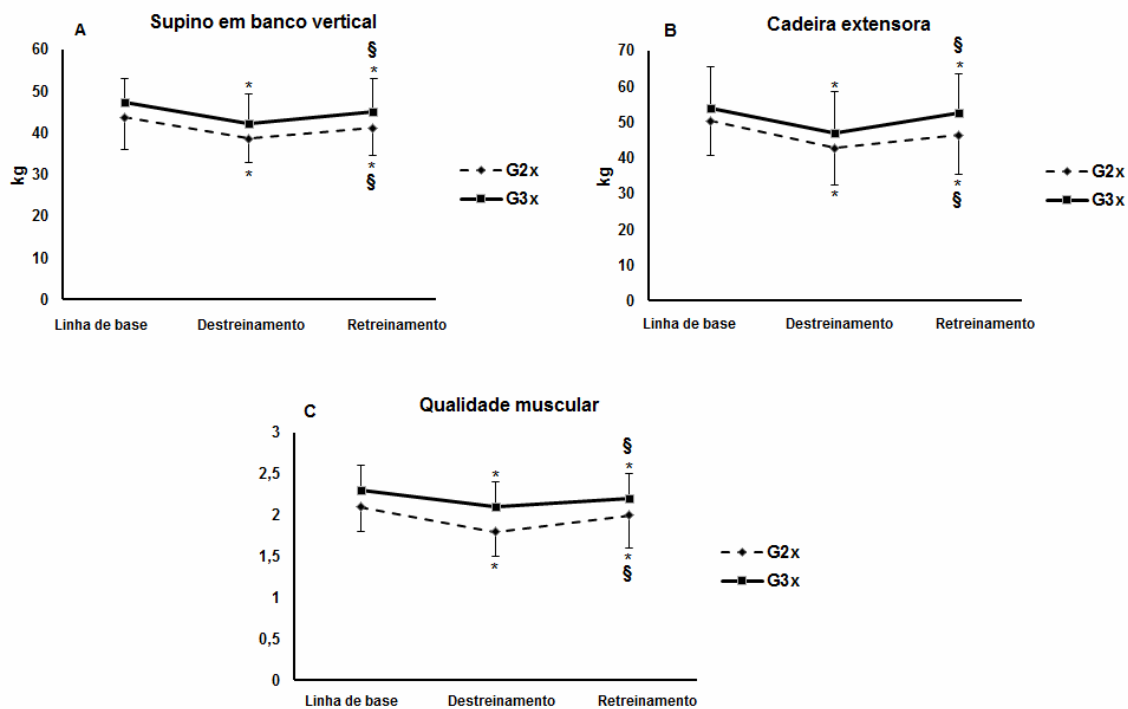 A
Supino em banco vertical
60
50
40
30
20
10
0
kg
* § *
* * §
G2x
G3x
Linha de base Destreinamento Retreinamento
B
Cadeira extensora
70
60
50
40
30
20
10
0
kg
* § *
* * §
G2x
G3x
Linha de base Destreinamento Retreinamento
C
Qualidade muscular
3
2,5
2
1,5
1
0,5
0
* § *
* * §
G2x
G3x
Linha de base Destreinamento Retreinamento